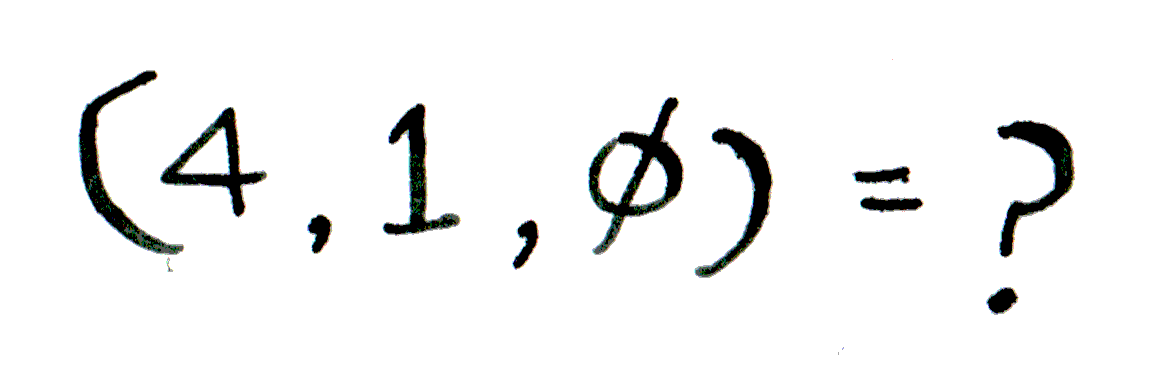 (4, 1, ∅) = ?